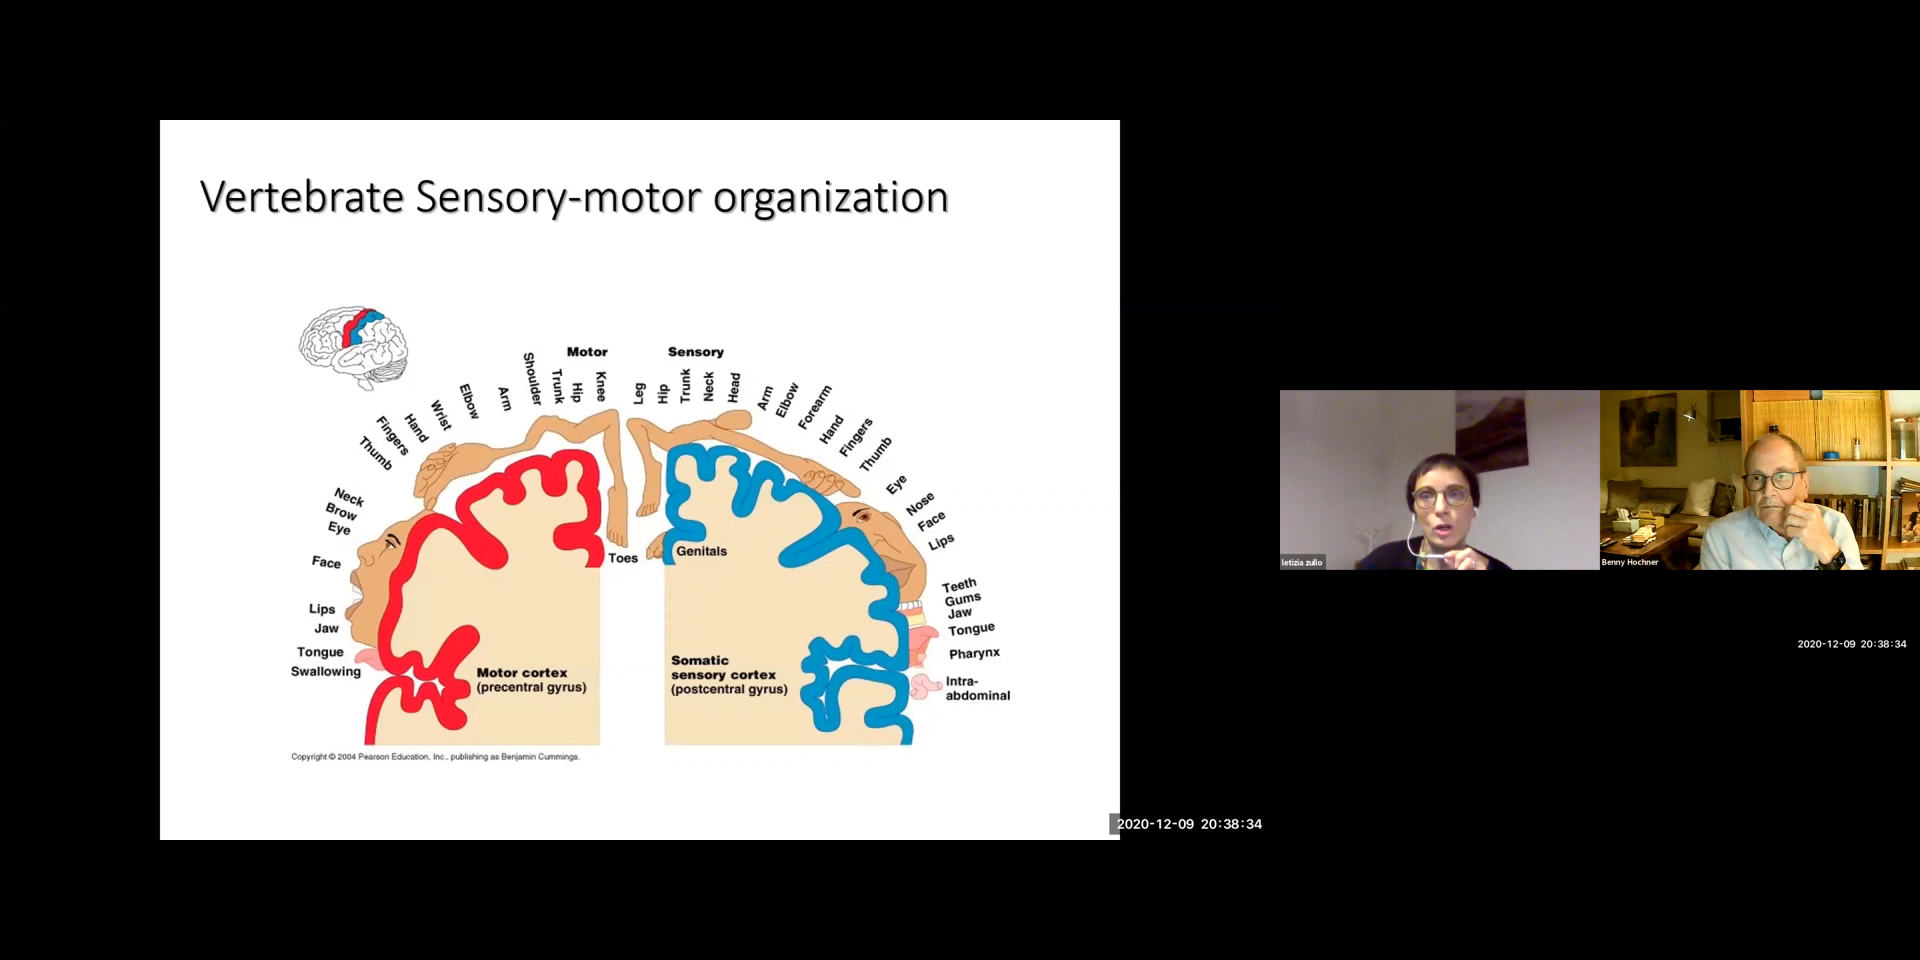 Vertebrate Sensory-motor organization
Motor
Sensory
Shoulder
Trunk
Hip
Knee
Arm
Elbow
Wrist
Hand
Fingers
Thumb
Neck
Brow
Eye
Face
Lips
Jaw
Tongue
Swallowing
Leg
Hip
Trunk
Neck
Head
Arm
Elbow
Forearm
Hand
Fingers
Thumb
Eye
Nose
Face
Lips
Teeth
Gums
Jaw
Tongue
Pharynx
Intra-
abdominal
Toes
Genitals
Motor cortex
(precentral gyrus)
Somatic
sensory cortex
(postcentral gyrus)
Copyright © 2004 Pearson Education, Inc., publishing as Benjamin Cummings.
letizia zullo
Benny Hochner
2020-12-09 20:38:34
2020-12-09 20:38:34